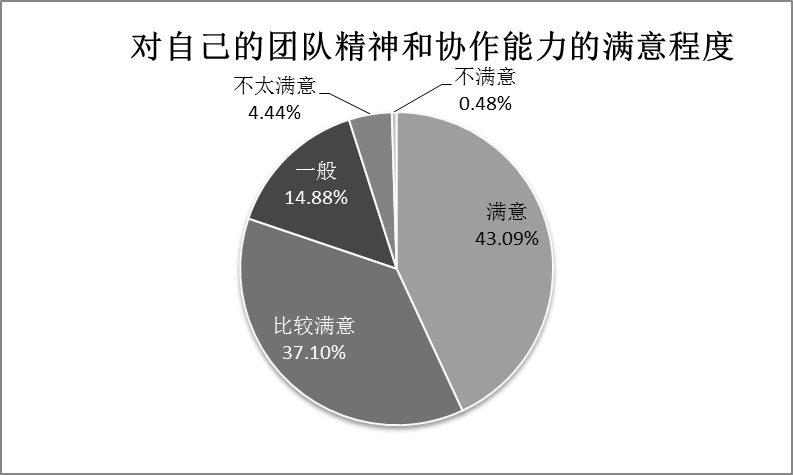 对自己的团队精神和协作能力的满意程度
不太满意
4.44%
不满意
0.48%
一般
14.88%
满意
43.09%
比较满意
37.10%